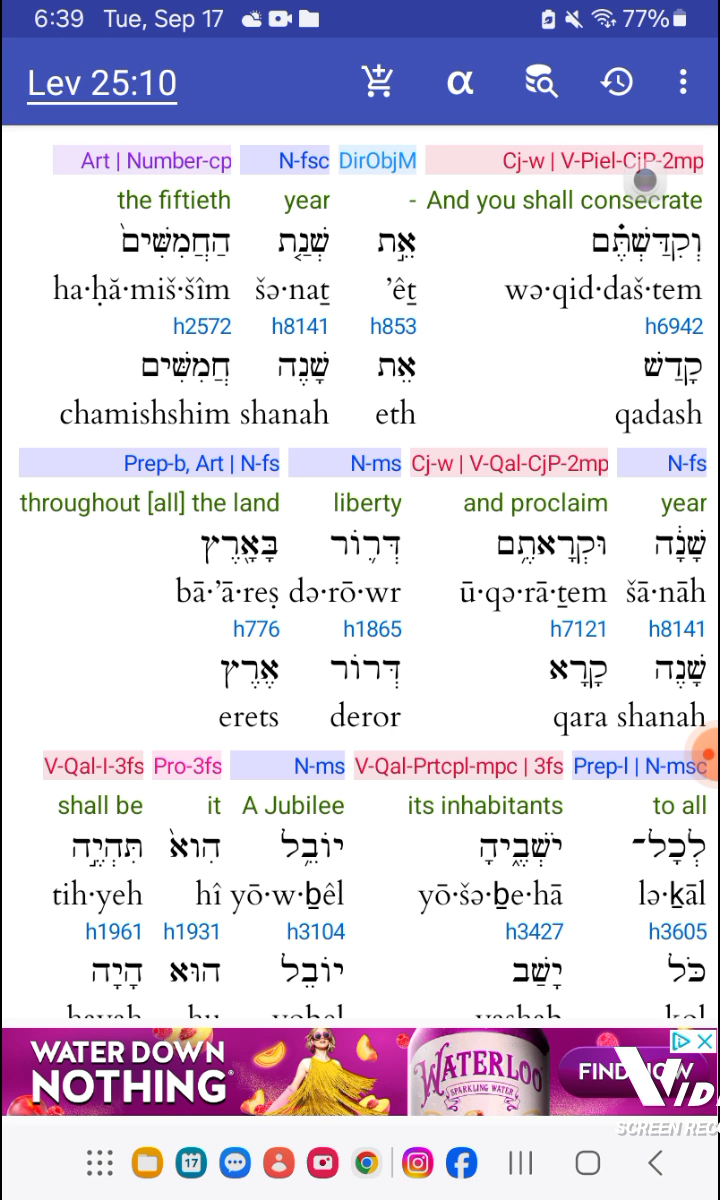 6:39 Tue, Sep 17 77%
Lev 25:10 α
Art | Number-cp N-fsc DirObjM Cj-w | V-Piel-CjP-2mp
the fiftieth year - And you shall consecrate
וְקִדַּשְׁתֶּ֗ם אֵ֣ת שְׁנַ֤ת הַחֲמִשִּׁים֙
ha·ḥă·miš·šîm šə·naṯ ’êṯ wə·qid·daš·tem
h2572 h8141 h853 h6942
קָדַשׁ אֵת שָׁנֶה חֲמִשִּׁים
chamishshim shanah eth qadash
Prep-b, Art | N-fs N-ms Cj-w | V-Qal-CjP-2mp N-fs
throughout [all] the land liberty and proclaim year
שָׁנָ֔ה וּקְרָאתֶ֥ם דְּר֛וֹר בָּאָ֖רֶץ
bā·’ā·reṣ də·rō·wr ū·qə·rā·ṯem šā·nāh
h776 h1865 h7121 h8141
שָׁנֶה קָרָא דְּרוֹר אֶרֶץ
erets deror qara shanah
V-Qal-I-3fs Pro-3fs N-ms V-Qal-Prtcpl-mpc | 3fs Prep-l | N-msc
shall be it A Jubilee its inhabitants to all
לְכָל־ יֹשְׁבֶ֑יהָ יוֹבֵ֥ל הִוא֙ תִּהְיֶ֣ה
tih·yeh hî yō·w·ḇêl yō·šə·ḇe·hā lə·ḵāl
h1961 h1931 h3104 h3427 h3605
כֹּל יָשַׁב יוֹבֵל הוּא הָיָה
hayah hu yobel yashab kol
WATER DOWN
NOTHING®
WATERLOO
SPARKLING WATER
17